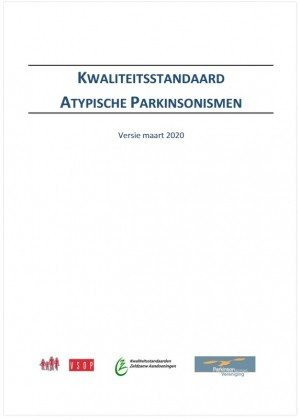 KWALITEITSSTANDAARD
ATYPISCHE PARKINSONISMEN
Versie maart 2020
VSOP
Kwaliteitsstandaarden
Zeldzame Aandoeningen
Parkinson
Vereniging